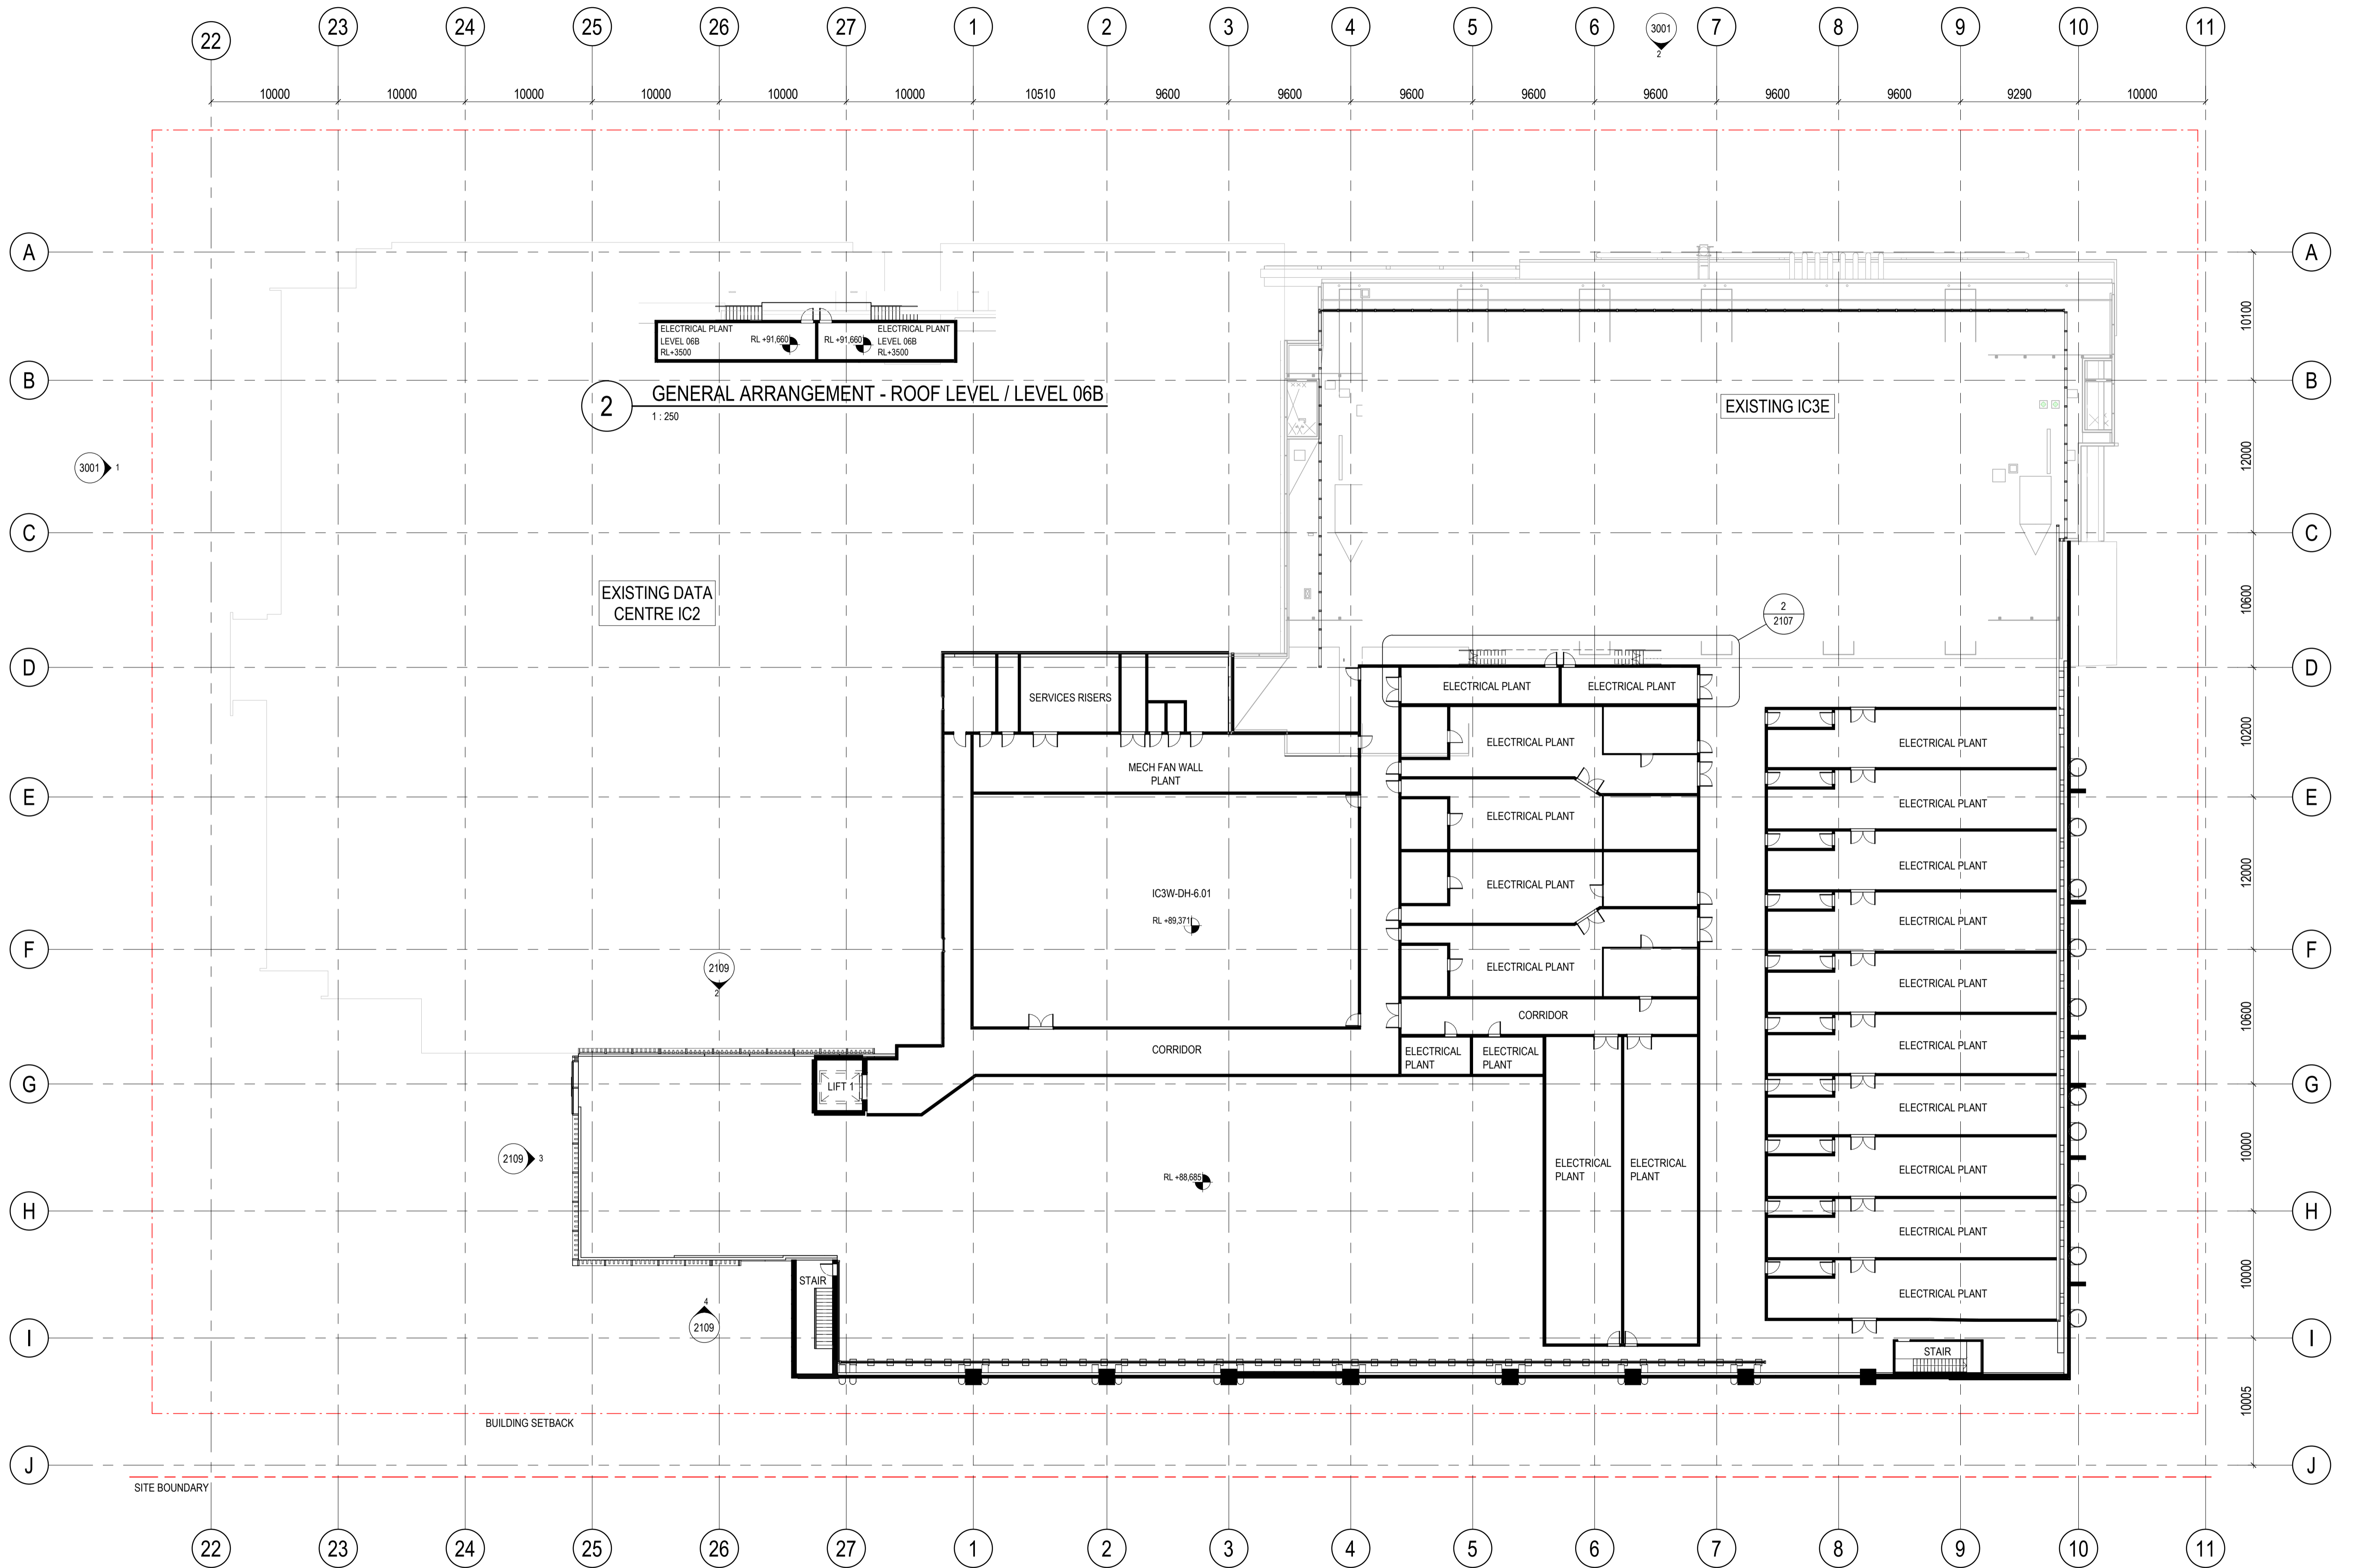 22 23 24 25 26 27 1 2 3 4 5 6 7 8 9 10 11
3001
2
10000 10000 10000 10000 10000 10000 10510 9600 9600 9600 9600 9600 9600 9600 9290 10000
A
A
ELECTRICAL PLANT
LEVEL 06B
RL+3500
RL +91,660
RL +91,660
ELECTRICAL PLANT
LEVEL 06B
RL+3500
10100
B
B
2
GENERAL ARRANGEMENT - ROOF LEVEL / LEVEL 06B
1 : 250
EXISTING IC3E
3001
1
12000
C
C
EXISTING DATA
CENTRE IC2
2
2107
10600
D
D
SERVICES RISERS
ELECTRICAL PLANT
ELECTRICAL PLANT
10200
ELECTRICAL PLANT
ELECTRICAL PLANT
MECH FAN WALL
PLANT
E
E
ELECTRICAL PLANT
ELECTRICAL PLANT
IC3W-DH-6.01
RL +89,371
ELECTRICAL PLANT
ELECTRICAL PLANT
12000
ELECTRICAL PLANT
F
F
2109
2
ELECTRICAL PLANT
ELECTRICAL PLANT
CORRIDOR
10600
CORRIDOR
ELECTRICAL
PLANT
ELECTRICAL
PLANT
ELECTRICAL PLANT
G
G
LIFT 1
ELECTRICAL PLANT
2109
3
RL +88,685
ELECTRICAL
PLANT
ELECTRICAL
PLANT
ELECTRICAL PLANT
10000
H
H
ELECTRICAL PLANT
STAIR
ELECTRICAL PLANT
10000
4
2109
I
I
STAIR
10005
BUILDING SETBACK
J
J
SITE BOUNDARY
22 23 24 25 26 27 1 2 3 4 5 6 7 8 9 10 11